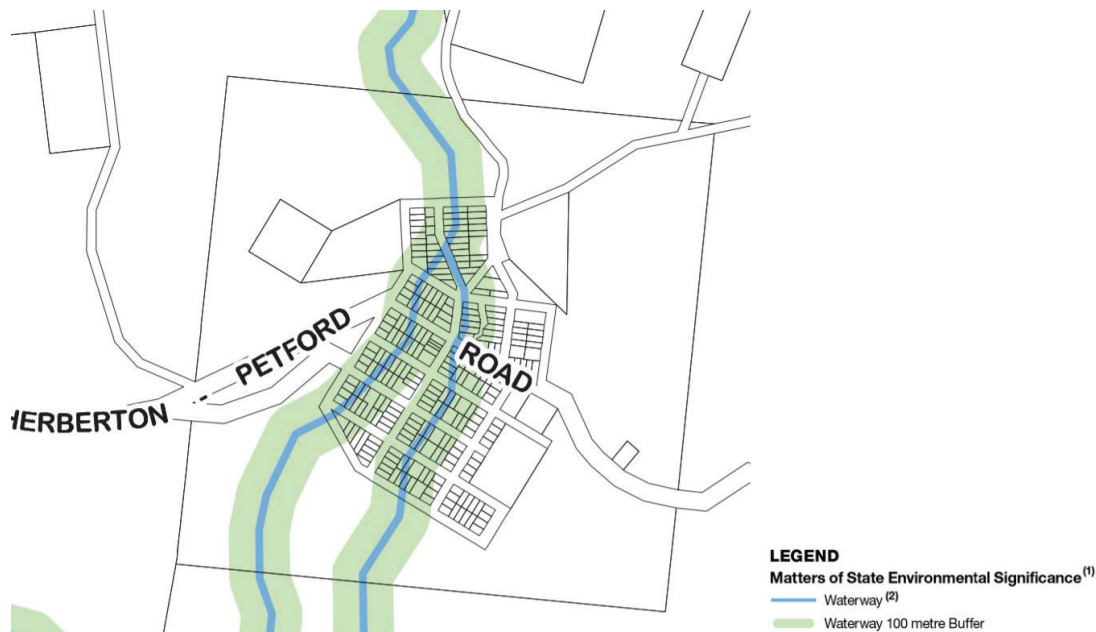 HERBERTON - PETFORD ROAD
LEGEND
Matters of State Environmental Significance(1)
Waterway (2)
Waterway 100 metre Buffer